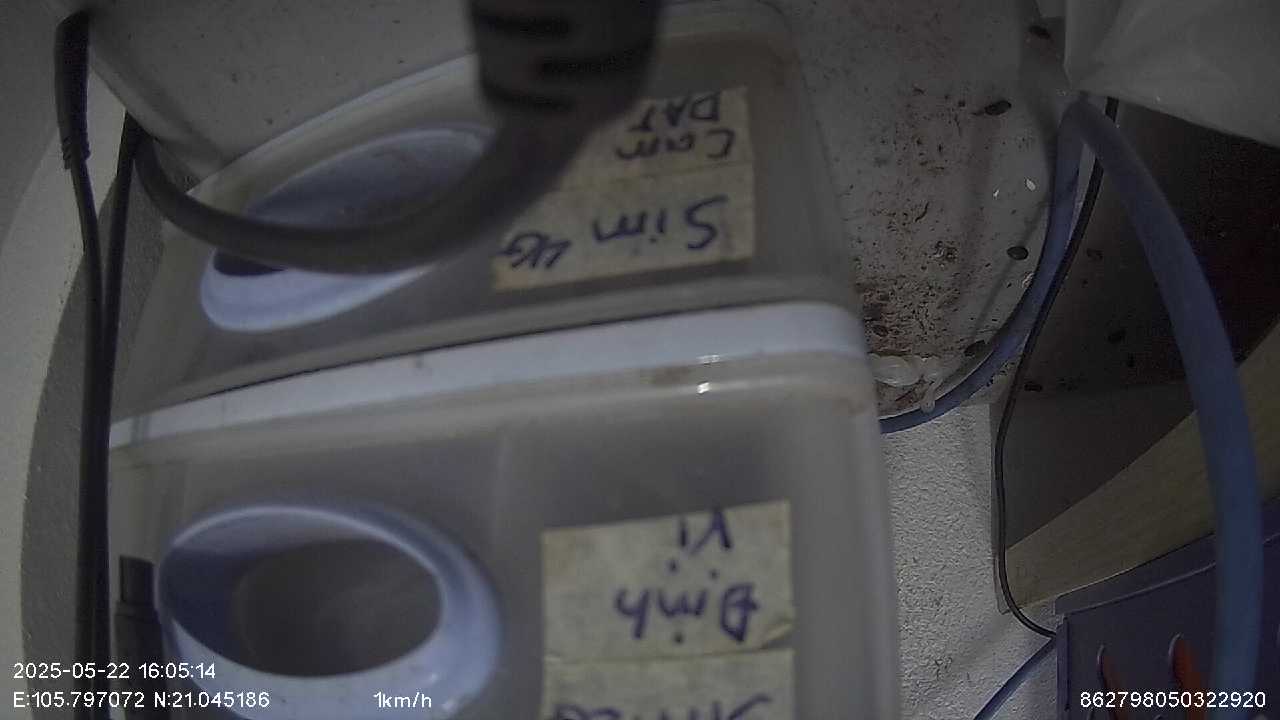 Sim 4G
Cam
DAT
Định
Vị
2025-05-22 16:05:14
E:105.797072 N:21.045186 1km/h
862798050322920